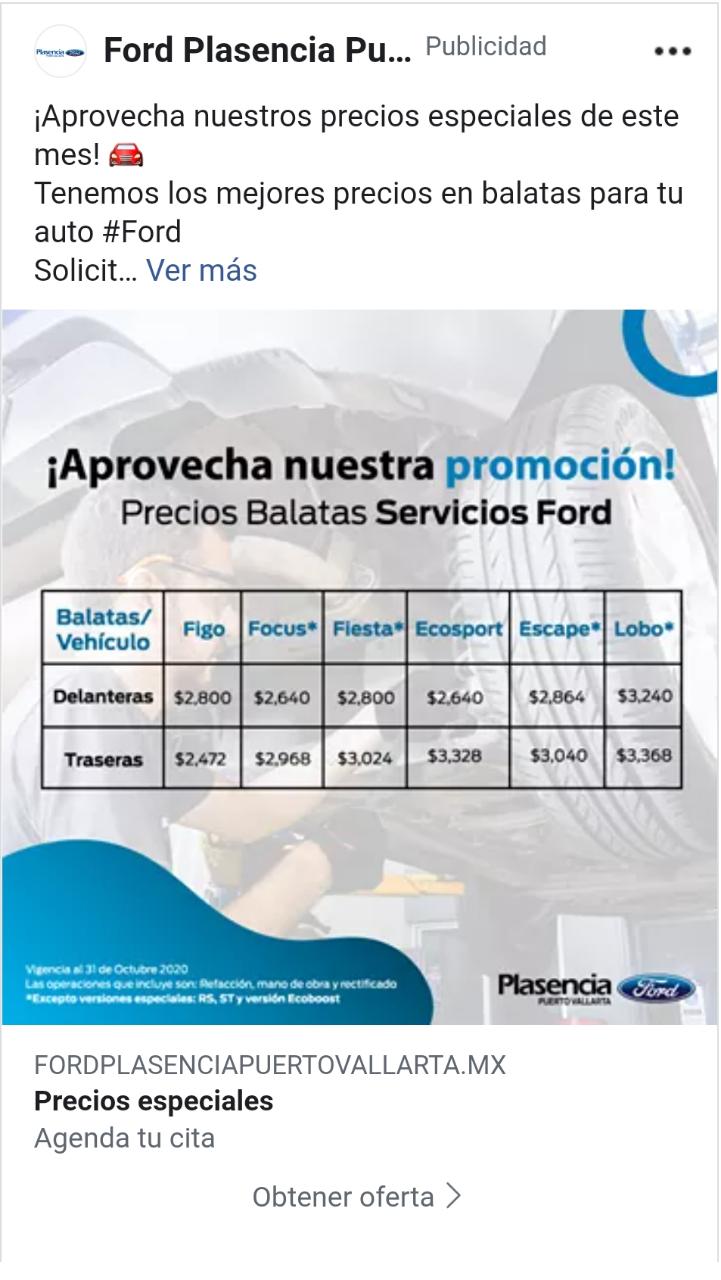 Plasencia Ford
Ford Plasencia Pu... Publicidad
¡Aprovecha nuestros precios especiales de este
mes! 🚘
Tenemos los mejores precios en balatas para tu
auto #Ford
Solicit... Ver más
¡Aprovecha nuestra promoción!
Precios Balatas Servicios Ford
Balatas/ Vehículo Figo Focus* Fiesta* Ecosport Escape* Lobo*
Delanteras $2,800 $2,640 $2,800 $2,640 $2,864 $3,240
Traseras $2,472 $2,968 $3,024 $3,328 $3,040 $3,368
Vigencia al 31 de Octubre 2020
Las operaciones que incluye son: Refacción, mano de obra y rectificado
*Excepto versiones especiales: RS, ST y versión Ecoboost
Plasencia Ford
PUERTO VALLARTA
FORDPLASENCIAPUERTOVALLARTA.MX
Precios especiales
Agenda tu cita
Obtener oferta